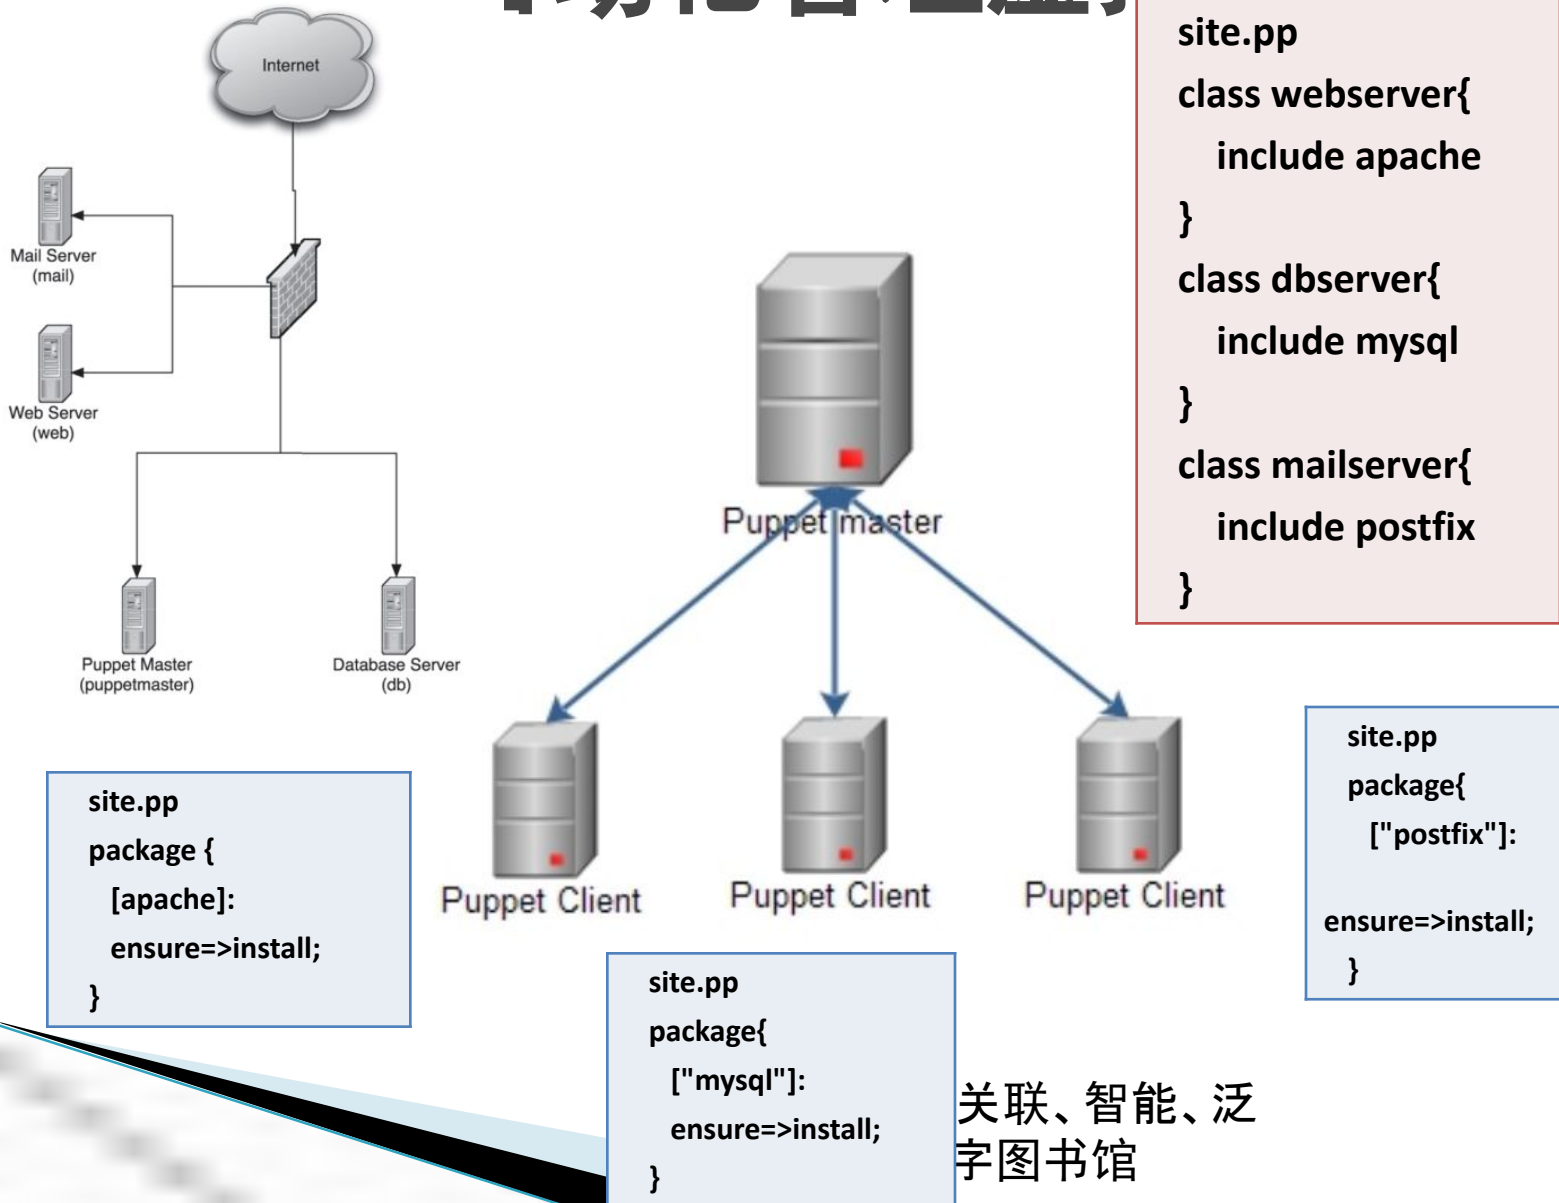 site.pp
class webserver{
include apache
}
class dbserver{
include mysql
}
class mailserver{
include postfix
}
Internet
Mail Server
(mail)
Web Server
(web)
Puppet Master
(puppetmaster)
Database Server
(db)
Puppet master
Puppet Client
Puppet Client
Puppet Client
site.pp
package {
[apache]:
ensure=>install;
}
site.pp
package{
["mysql"]:
ensure=>install;
}
site.pp
package{
["postfix"]:
ensure=>install;
}
关联、智能、泛
字图书馆